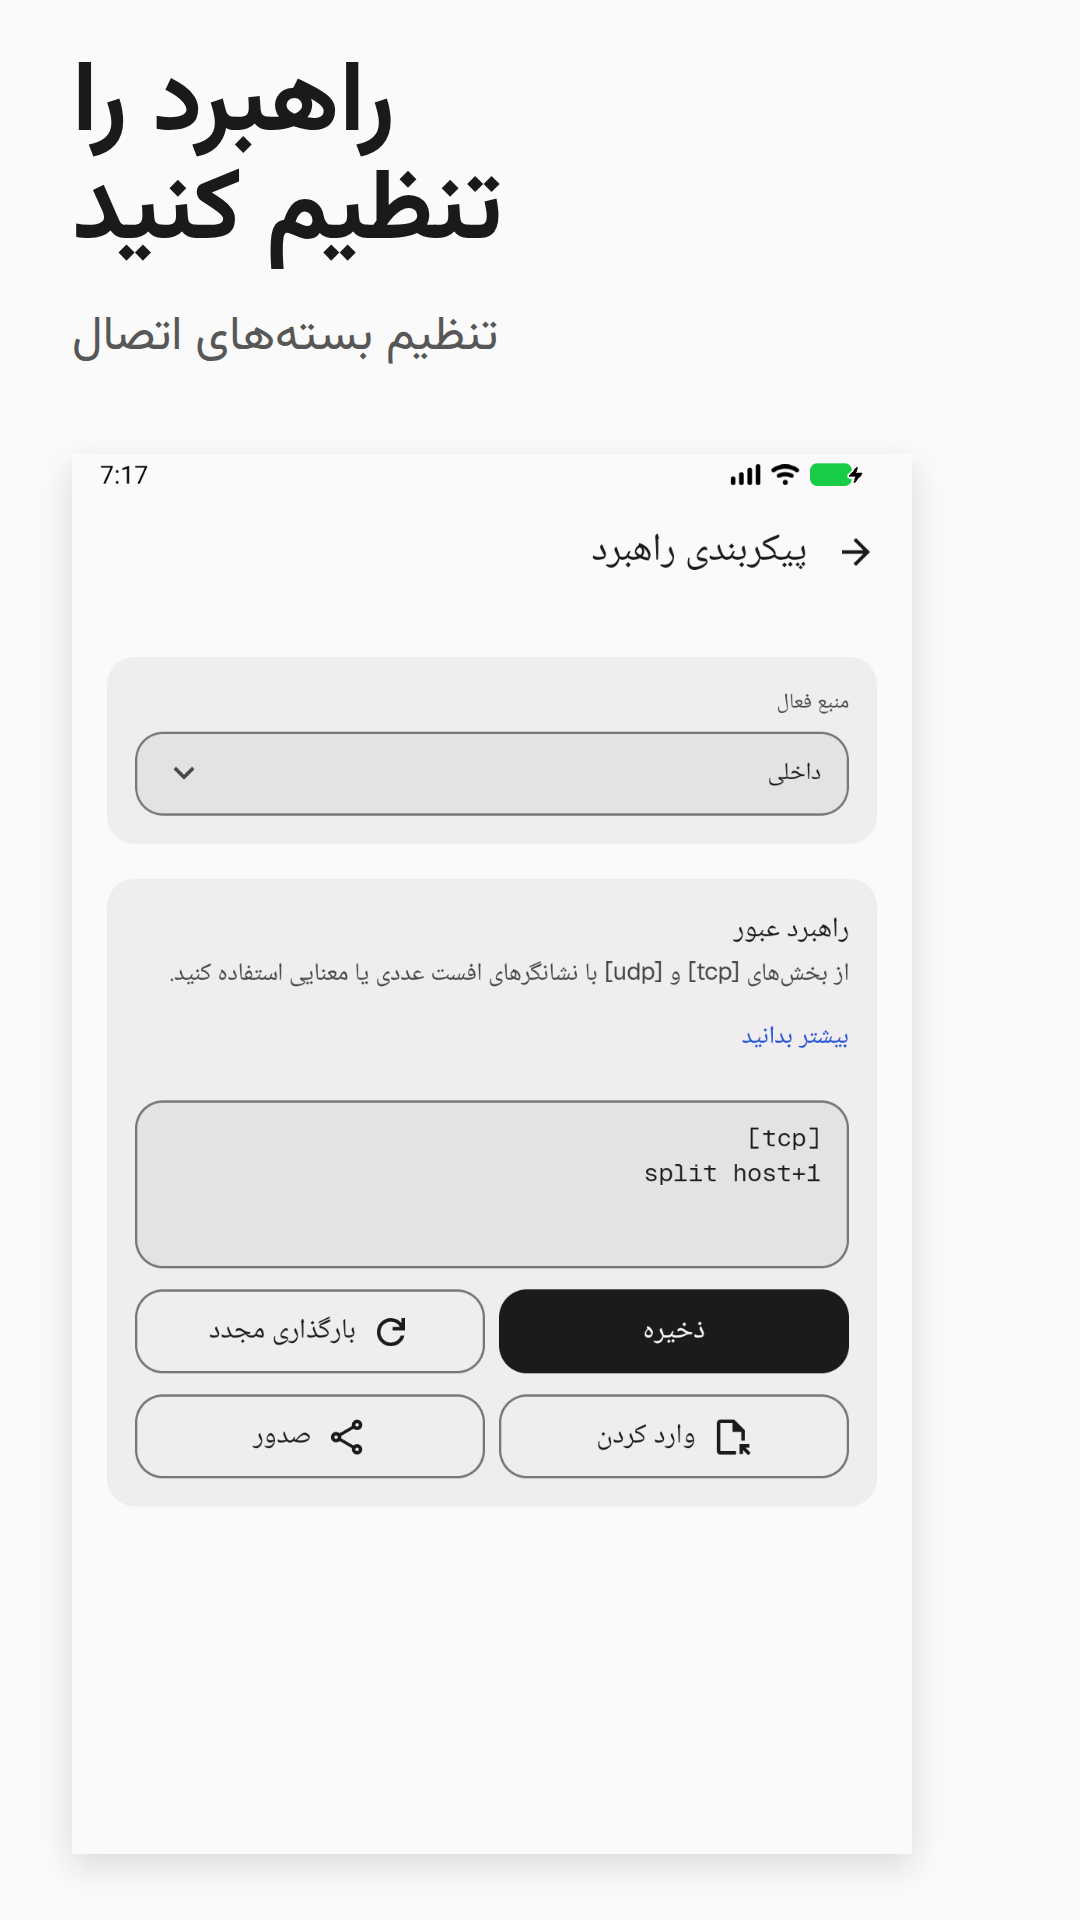 راهبرد را
تنظیم کنید
تنظیم بسته‌های اتصال
7:17
پیکربندی راهبرد
منبع فعال
داخلی
راهبرد عبور
از بخش‌های [tcp] و [udp] با نشانگرهای افست عددی یا معنایی استفاده کنید.
بیشتر بدانید
[tcp]
split host+1
ذخیره
بارگذاری مجدد
وارد کردن
صدور